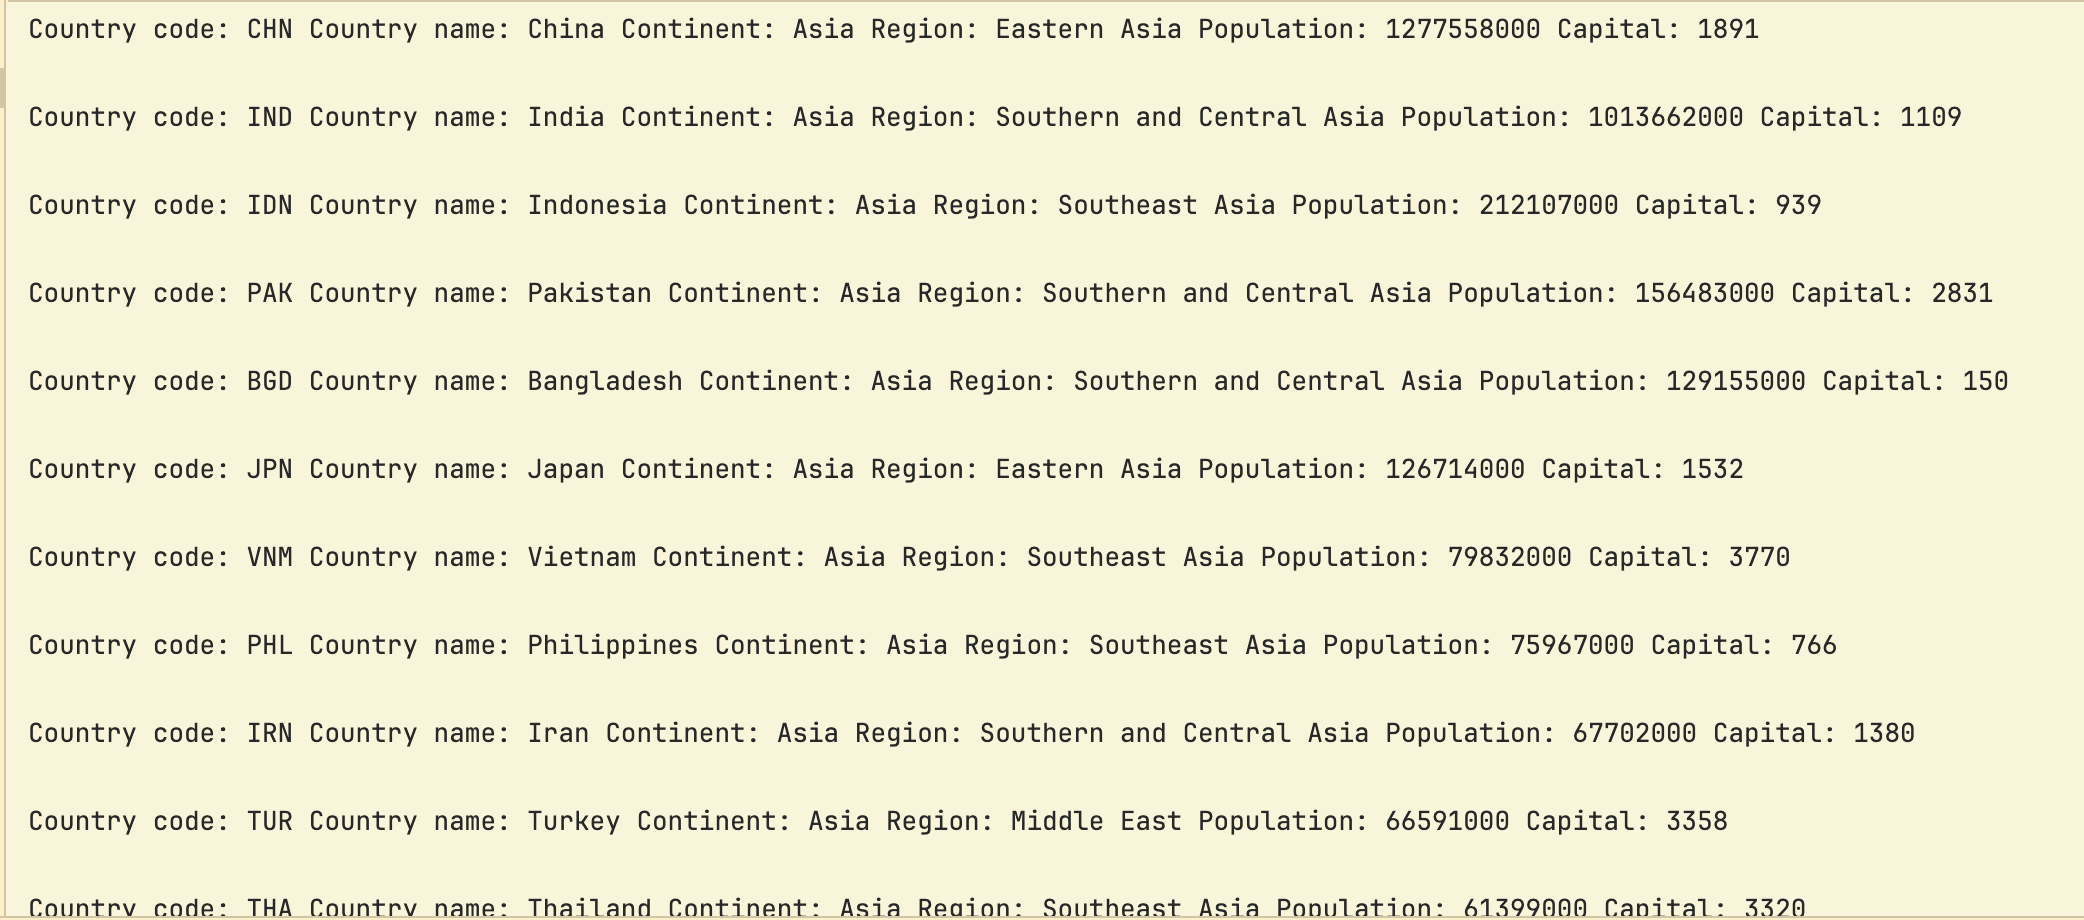 Country code: CHN Country name: China Continent: Asia Region: Eastern Asia Population: 1277558000 Capital: 1891
Country code: IND Country name: India Continent: Asia Region: Southern and Central Asia Population: 1013662000 Capital: 1109
Country code: IDN Country name: Indonesia Continent: Asia Region: Southeast Asia Population: 212107000 Capital: 939
Country code: PAK Country name: Pakistan Continent: Asia Region: Southern and Central Asia Population: 156483000 Capital: 2831
Country code: BGD Country name: Bangladesh Continent: Asia Region: Southern and Central Asia Population: 129155000 Capital: 150
Country code: JPN Country name: Japan Continent: Asia Region: Eastern Asia Population: 126714000 Capital: 1532
Country code: VNM Country name: Vietnam Continent: Asia Region: Southeast Asia Population: 79832000 Capital: 3770
Country code: PHL Country name: Philippines Continent: Asia Region: Southeast Asia Population: 75967000 Capital: 766
Country code: IRN Country name: Iran Continent: Asia Region: Southern and Central Asia Population: 67702000 Capital: 1380
Country code: TUR Country name: Turkey Continent: Asia Region: Middle East Population: 66591000 Capital: 3358
Country code: THA Country name: Thailand Continent: Asia Region: Southeast Asia Population: 61399000 Capital: 3320